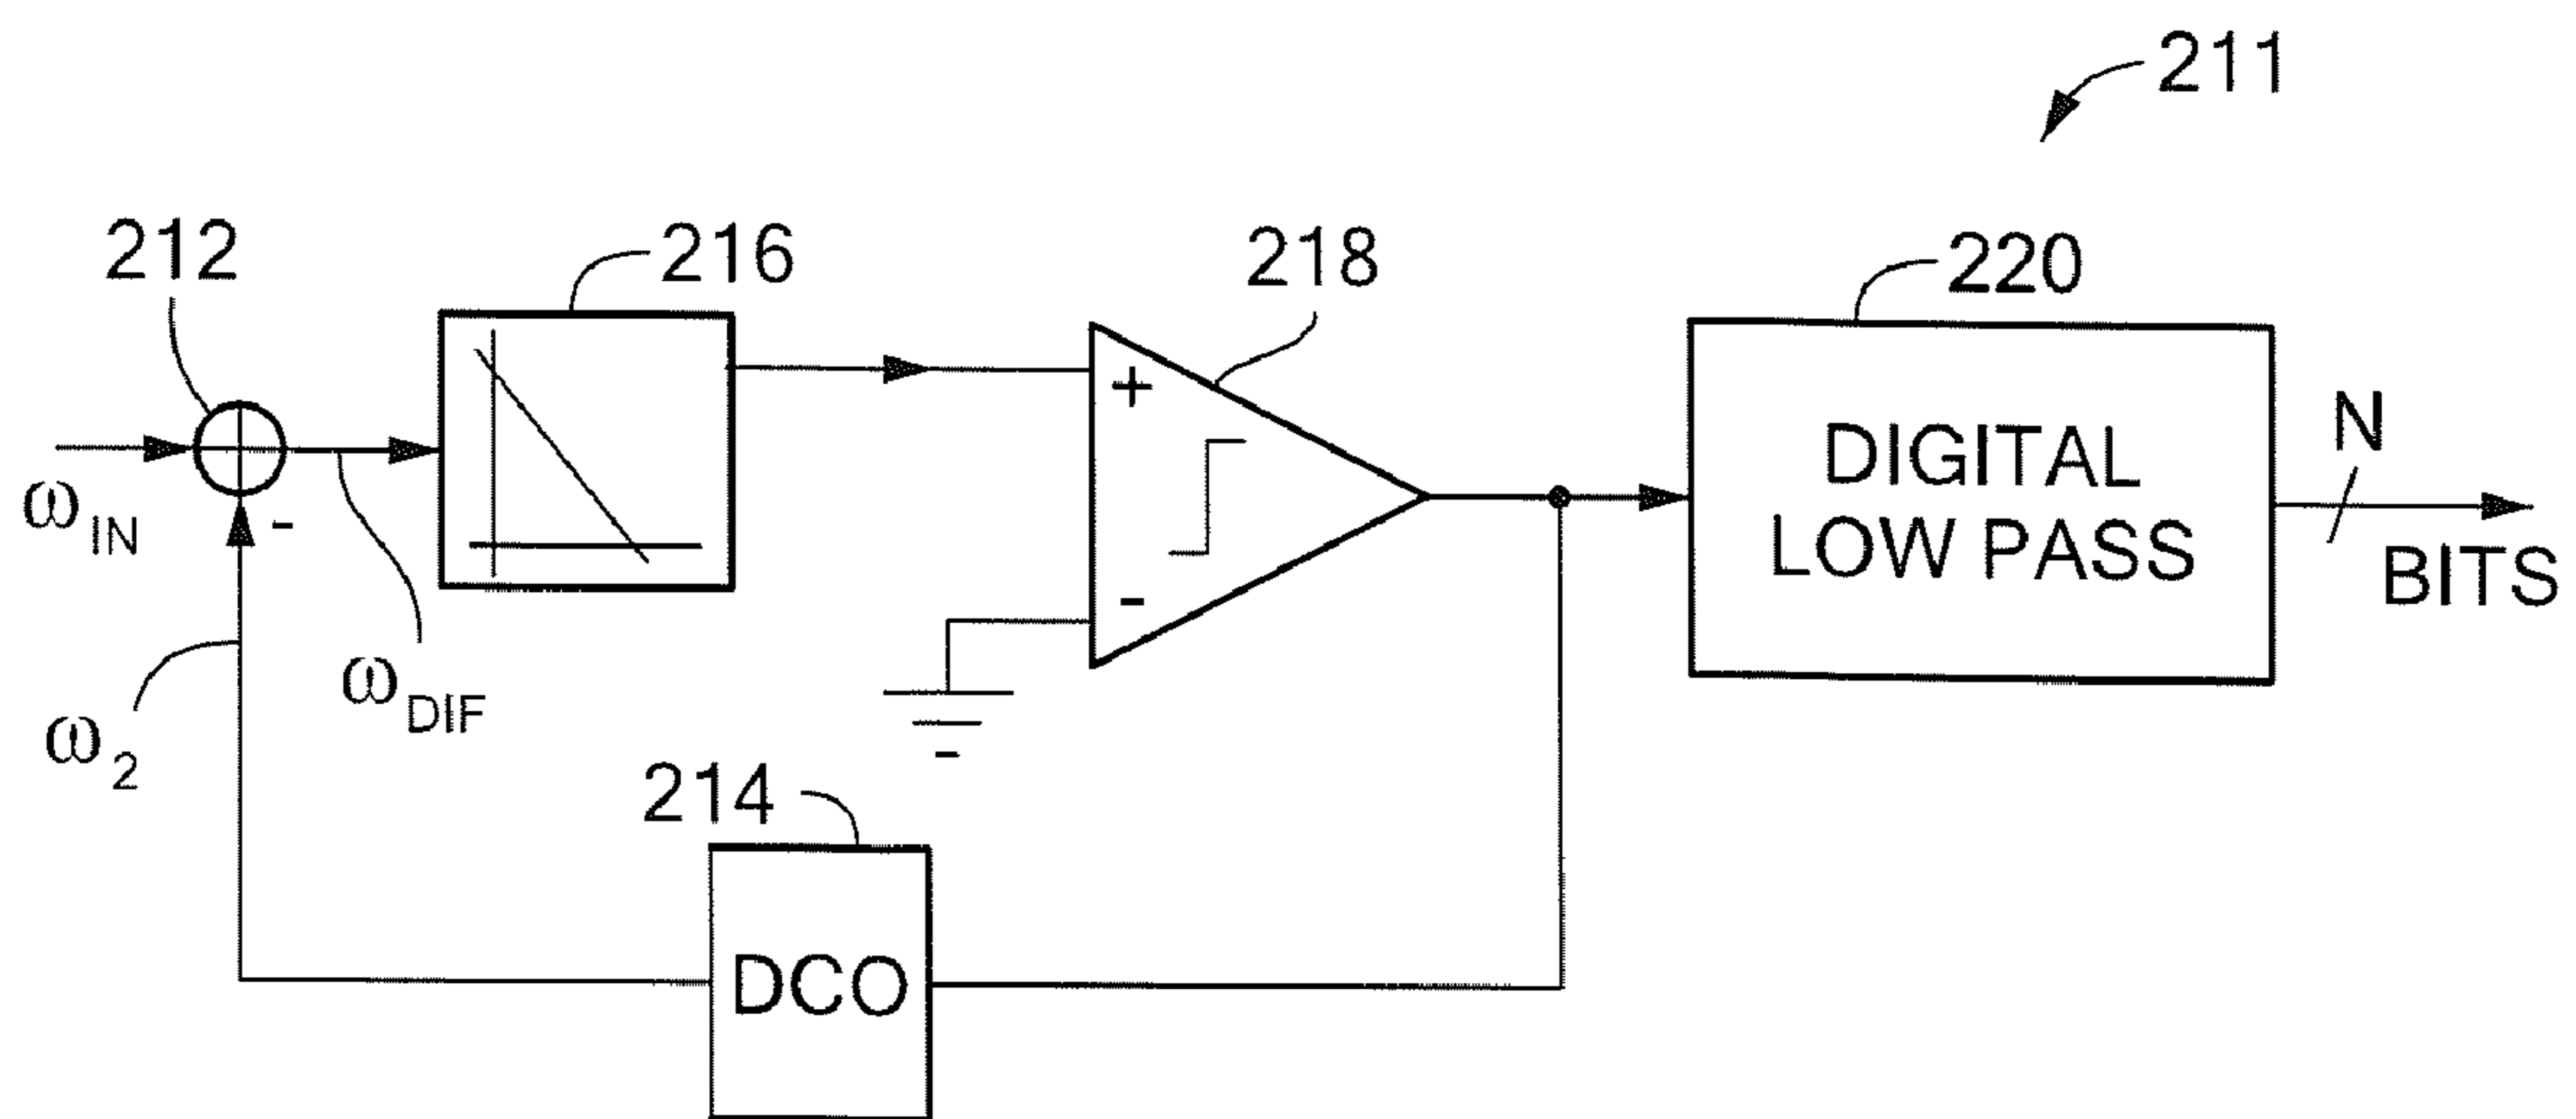 211
212
216
218
220
+
-
DIGITAL
LOW PASS
N
BITS
ω IN
-
ω DIF
ω 2
-
214
DCO